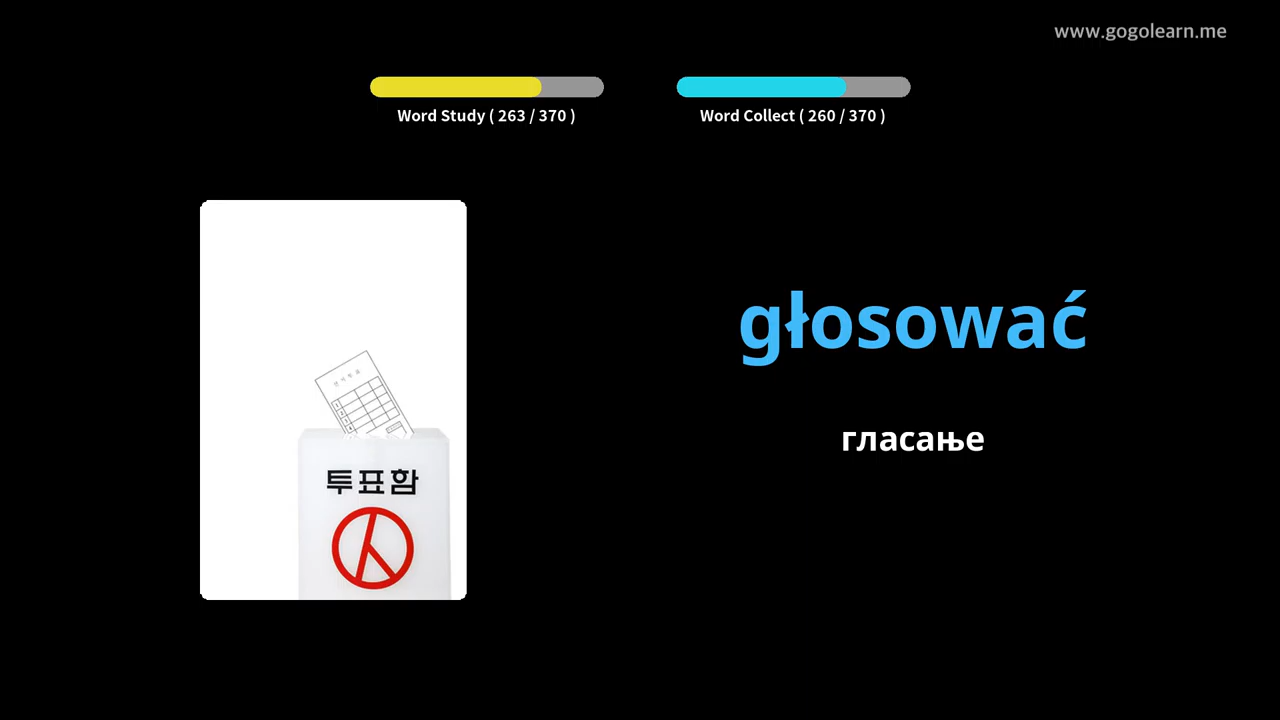 www.gogolearn.me
Word Study ( 263 / 370 )
Word Collect ( 260 / 370 )
głosować
гласање
투표함